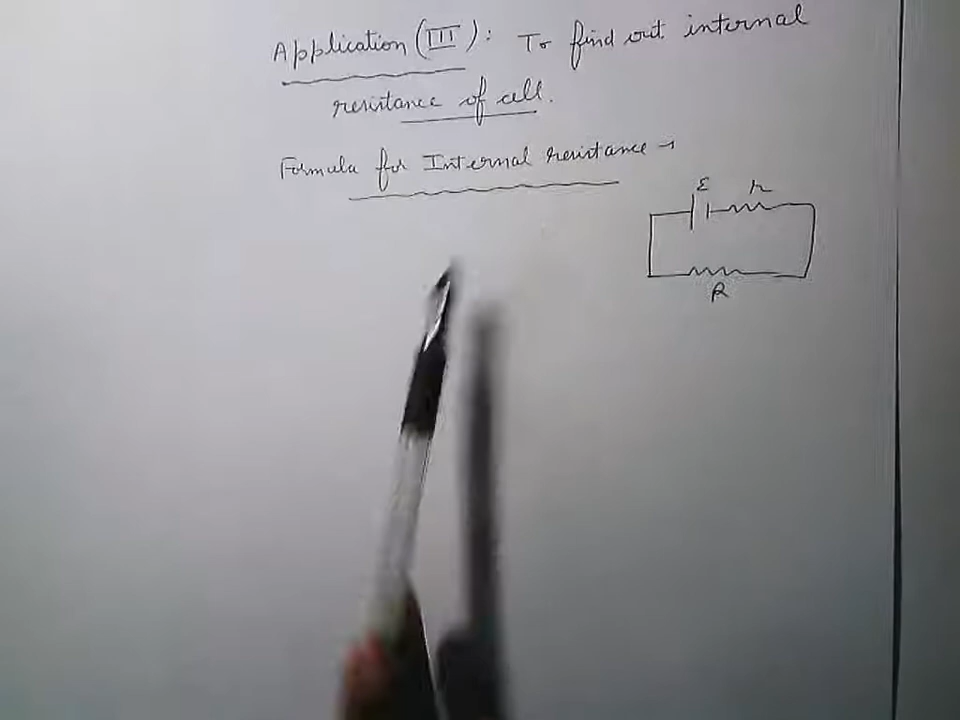 Application (III): To find out internal
resistance of cell.
Formula for Internal resistance →
ε r
R